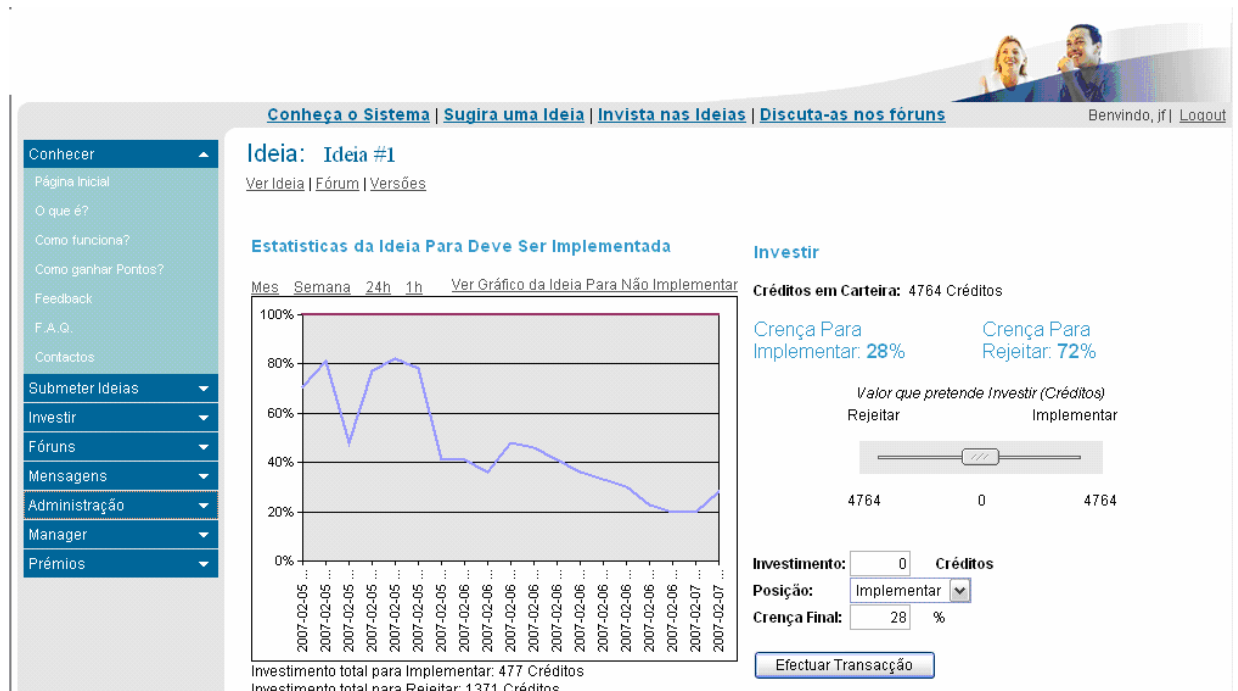 Conheça o Sistema | Sugira uma Ideia | Invista nas Ideias | Discuta-as nos fóruns
Benvindo, jf | Logout
Conhecer
Página Inicial
O que é?
Como funciona?
Como ganhar Pontos?
Feedback
F.A.Q.
Contactos
Submeter Ideias
Investir
Fóruns
Mensagens
Administração
Manager
Prémios
Ideia: Ideia #1
Ver Ideia | Fórum | Versões
Estatisticas da Ideia Para Deve Ser Implementada
Mes Semana 24h 1h Ver Gráfico da Ideia Para Não Implementar
100%
80%
60%
40%
20%
0%
2007-02-05 ...
2007-02-05 ...
2007-02-05 ...
2007-02-05 ...
2007-02-05 ...
2007-02-05 ...
2007-02-05 ...
2007-02-06 ...
2007-02-06 ...
2007-02-06 ...
2007-02-06 ...
2007-02-06 ...
2007-02-06 ...
2007-02-06 ...
2007-02-06 ...
2007-02-06 ...
2007-02-06 ...
2007-02-07 ...
2007-02-07 ...
Investimento total para Implementar: 477 Créditos
Investimento total para Rejeitar: 1371 Créditos
Investir
Créditos em Carteira: 4764 Créditos
Crença Para
Implementar: 28%
Crença Para
Rejeitar: 72%
Valor que pretende Investir (Créditos)
Rejeitar Implementar
4764 0 4764
Investimento: 0 Créditos
Posição: Implementar
Crença Final: 28 %
Efectuar Transacção